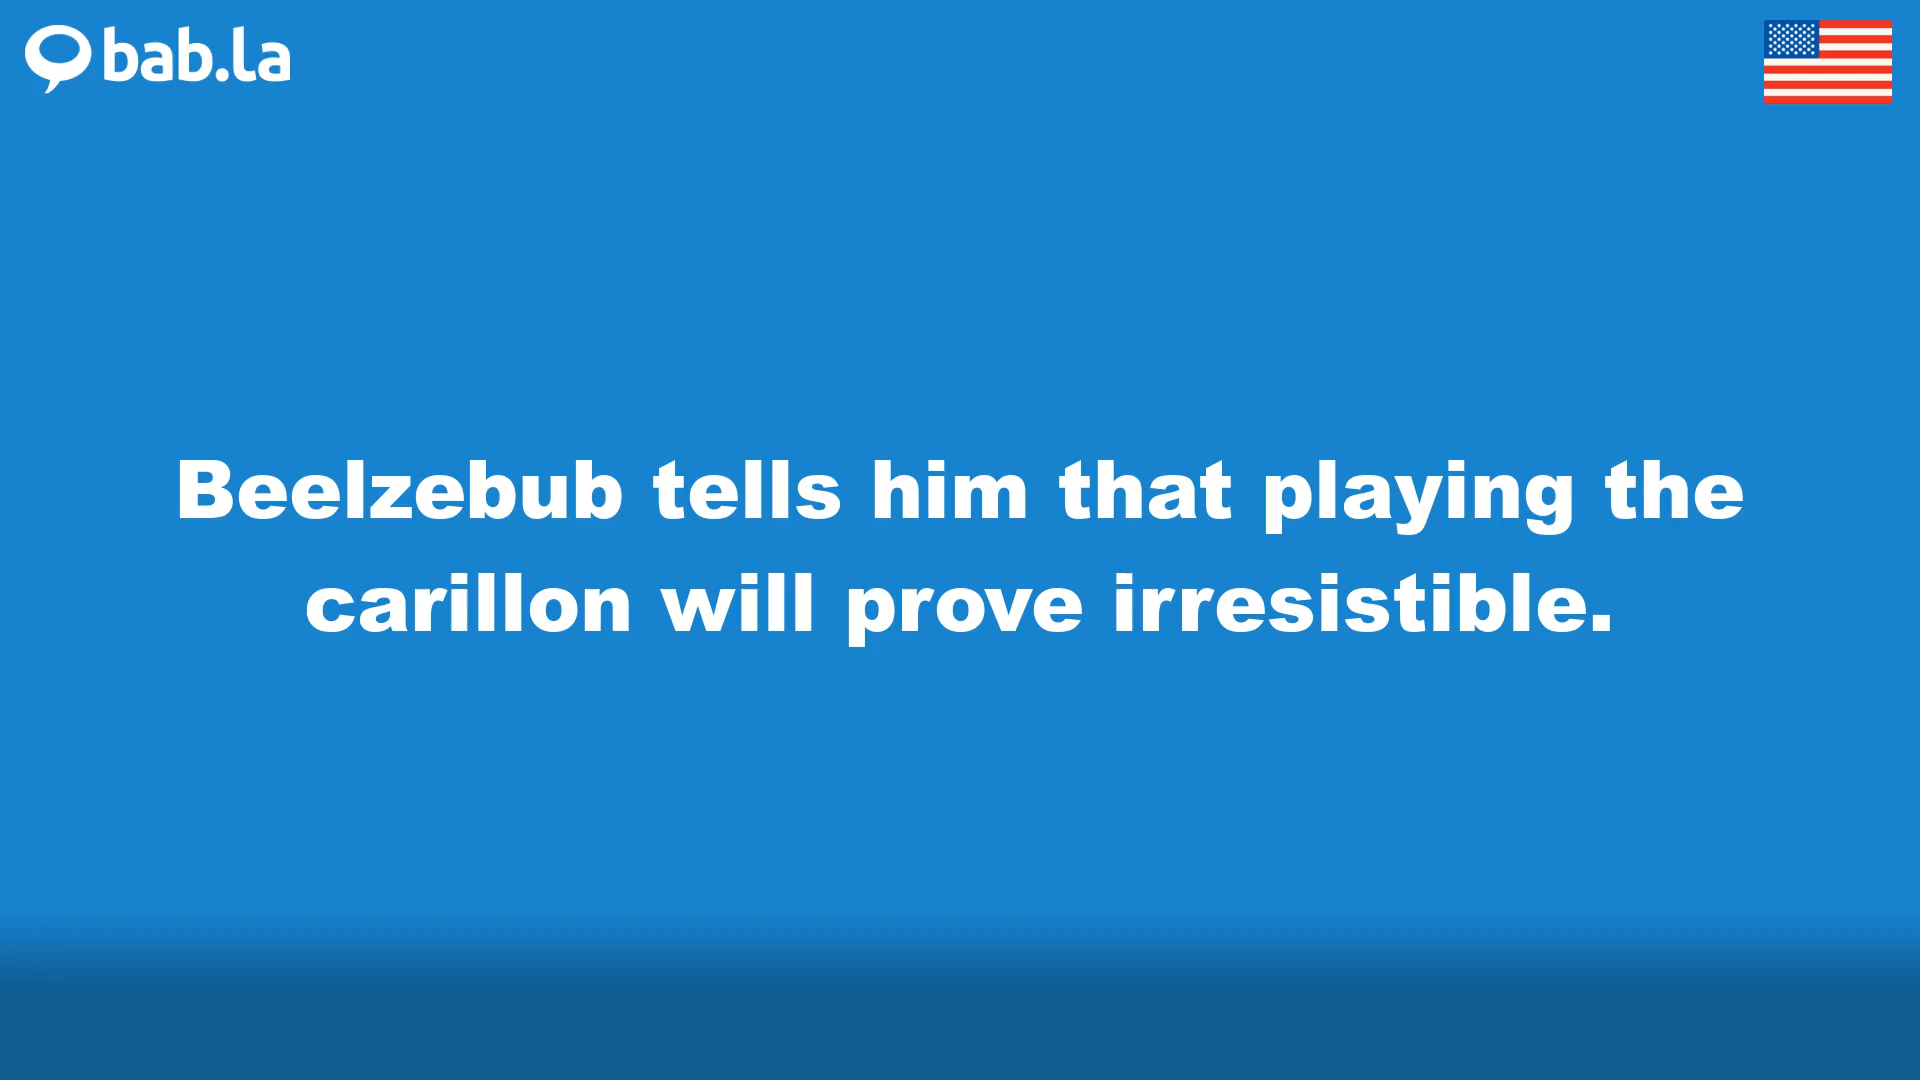 bab.la
Beelzebub tells him that playing the
carillon will prove irresistible.